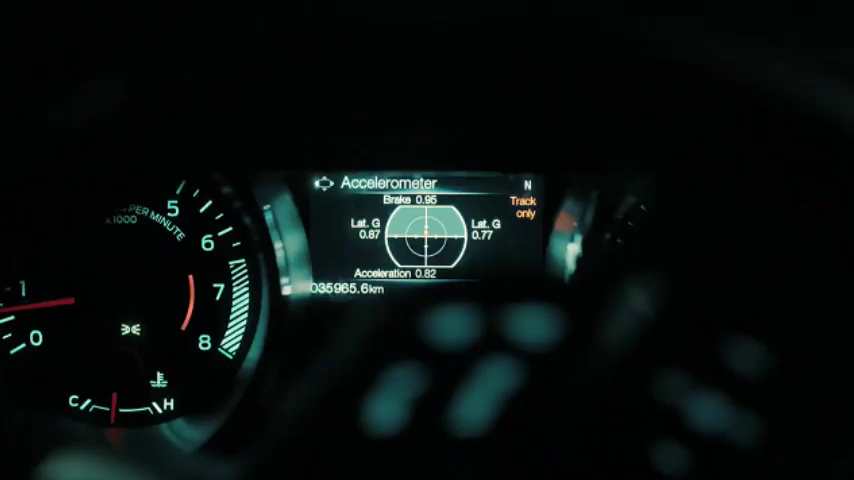 Accelerometer N
Brake 0.95
Track
only
Lat. G
0.87
Lat. G
0.77
Acceleration 0.82
035965.6km
PER MINUTE
X1000
5
6
7
8
1
0
C H